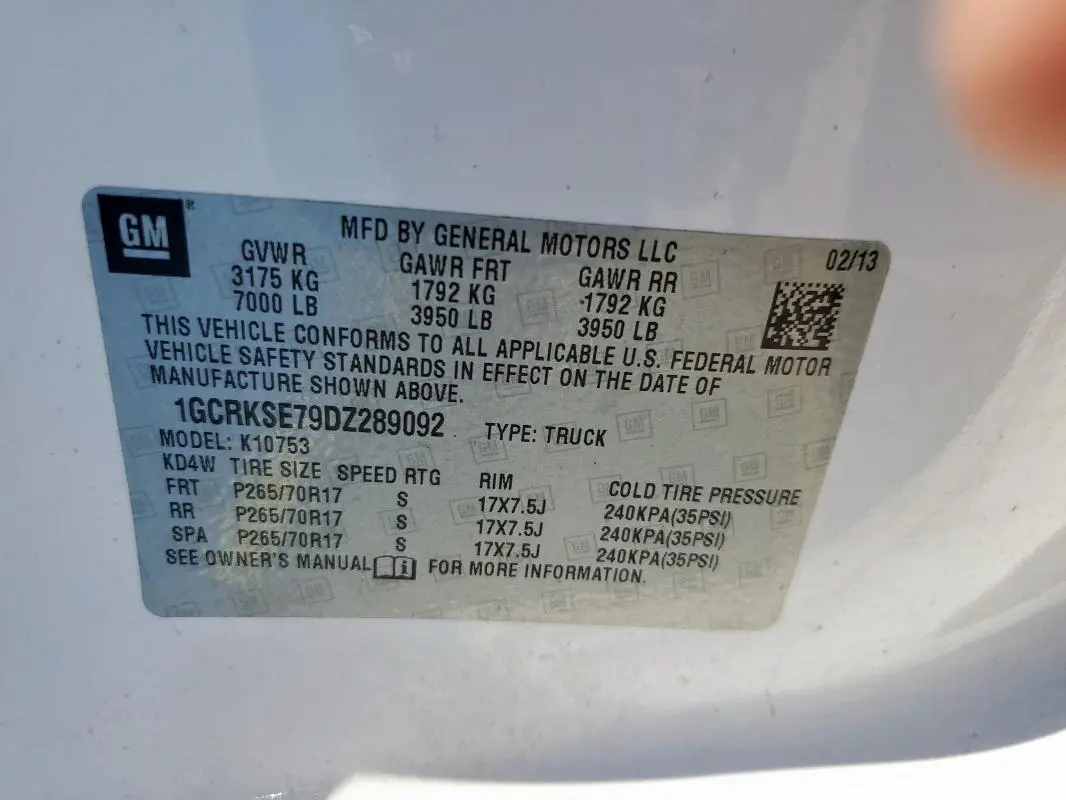 GM®
MFD BY GENERAL MOTORS LLC 02/13
GVWR GAWR FRT GAWR RR
3175 KG 1792 KG 1792 KG
7000 LB 3950 LB 3950 LB
THIS VEHICLE CONFORMS TO ALL APPLICABLE U.S. FEDERAL MOTOR
VEHICLE SAFETY STANDARDS IN EFFECT ON THE DATE OF
MANUFACTURE SHOWN ABOVE.
1GCRKSE79DZ289092 TYPE: TRUCK
MODEL: K10753
KD4W TIRE SIZE SPEED RTG RIM COLD TIRE PRESSURE
FRT P265/70R17 S 17X7.5J 240KPA(35PSI)
RR P265/70R17 S 17X7.5J 240KPA(35PSI)
SPA P265/70R17 S 17X7.5J 240KPA(35PSI)
SEE OWNER'S MANUAL FOR MORE INFORMATION.